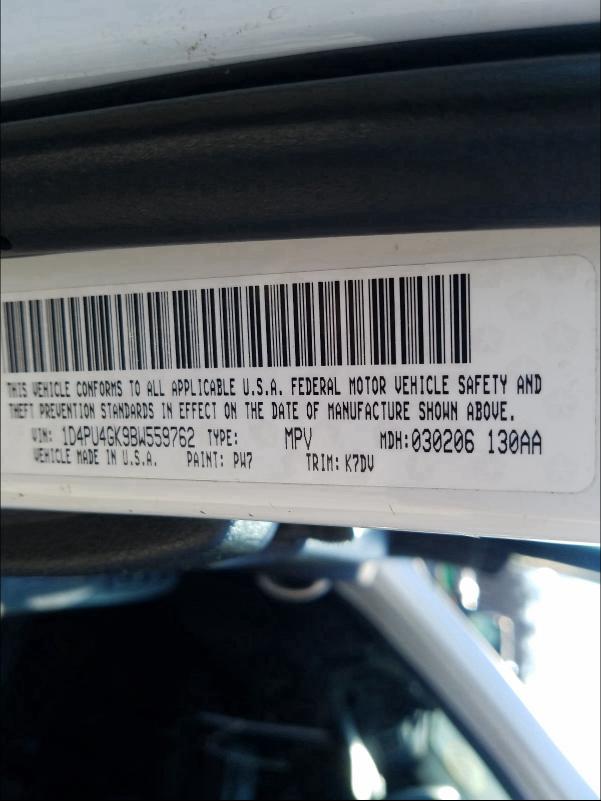 THIS VEHICLE CONFORMS TO ALL APPLICABLE U.S.A. FEDERAL MOTOR VEHICLE SAFETY AND
THEFT PREVENTION STANDARDS IN EFFECT ON THE DATE OF MANUFACTURE SHOWN ABOVE.
VIN: 1D4PU4GK9BW559762 TYPE: MPV MDH:030206 130AA
VEHICLE MADE IN U.S.A. PAINT: PW7 TRIM: K7DV